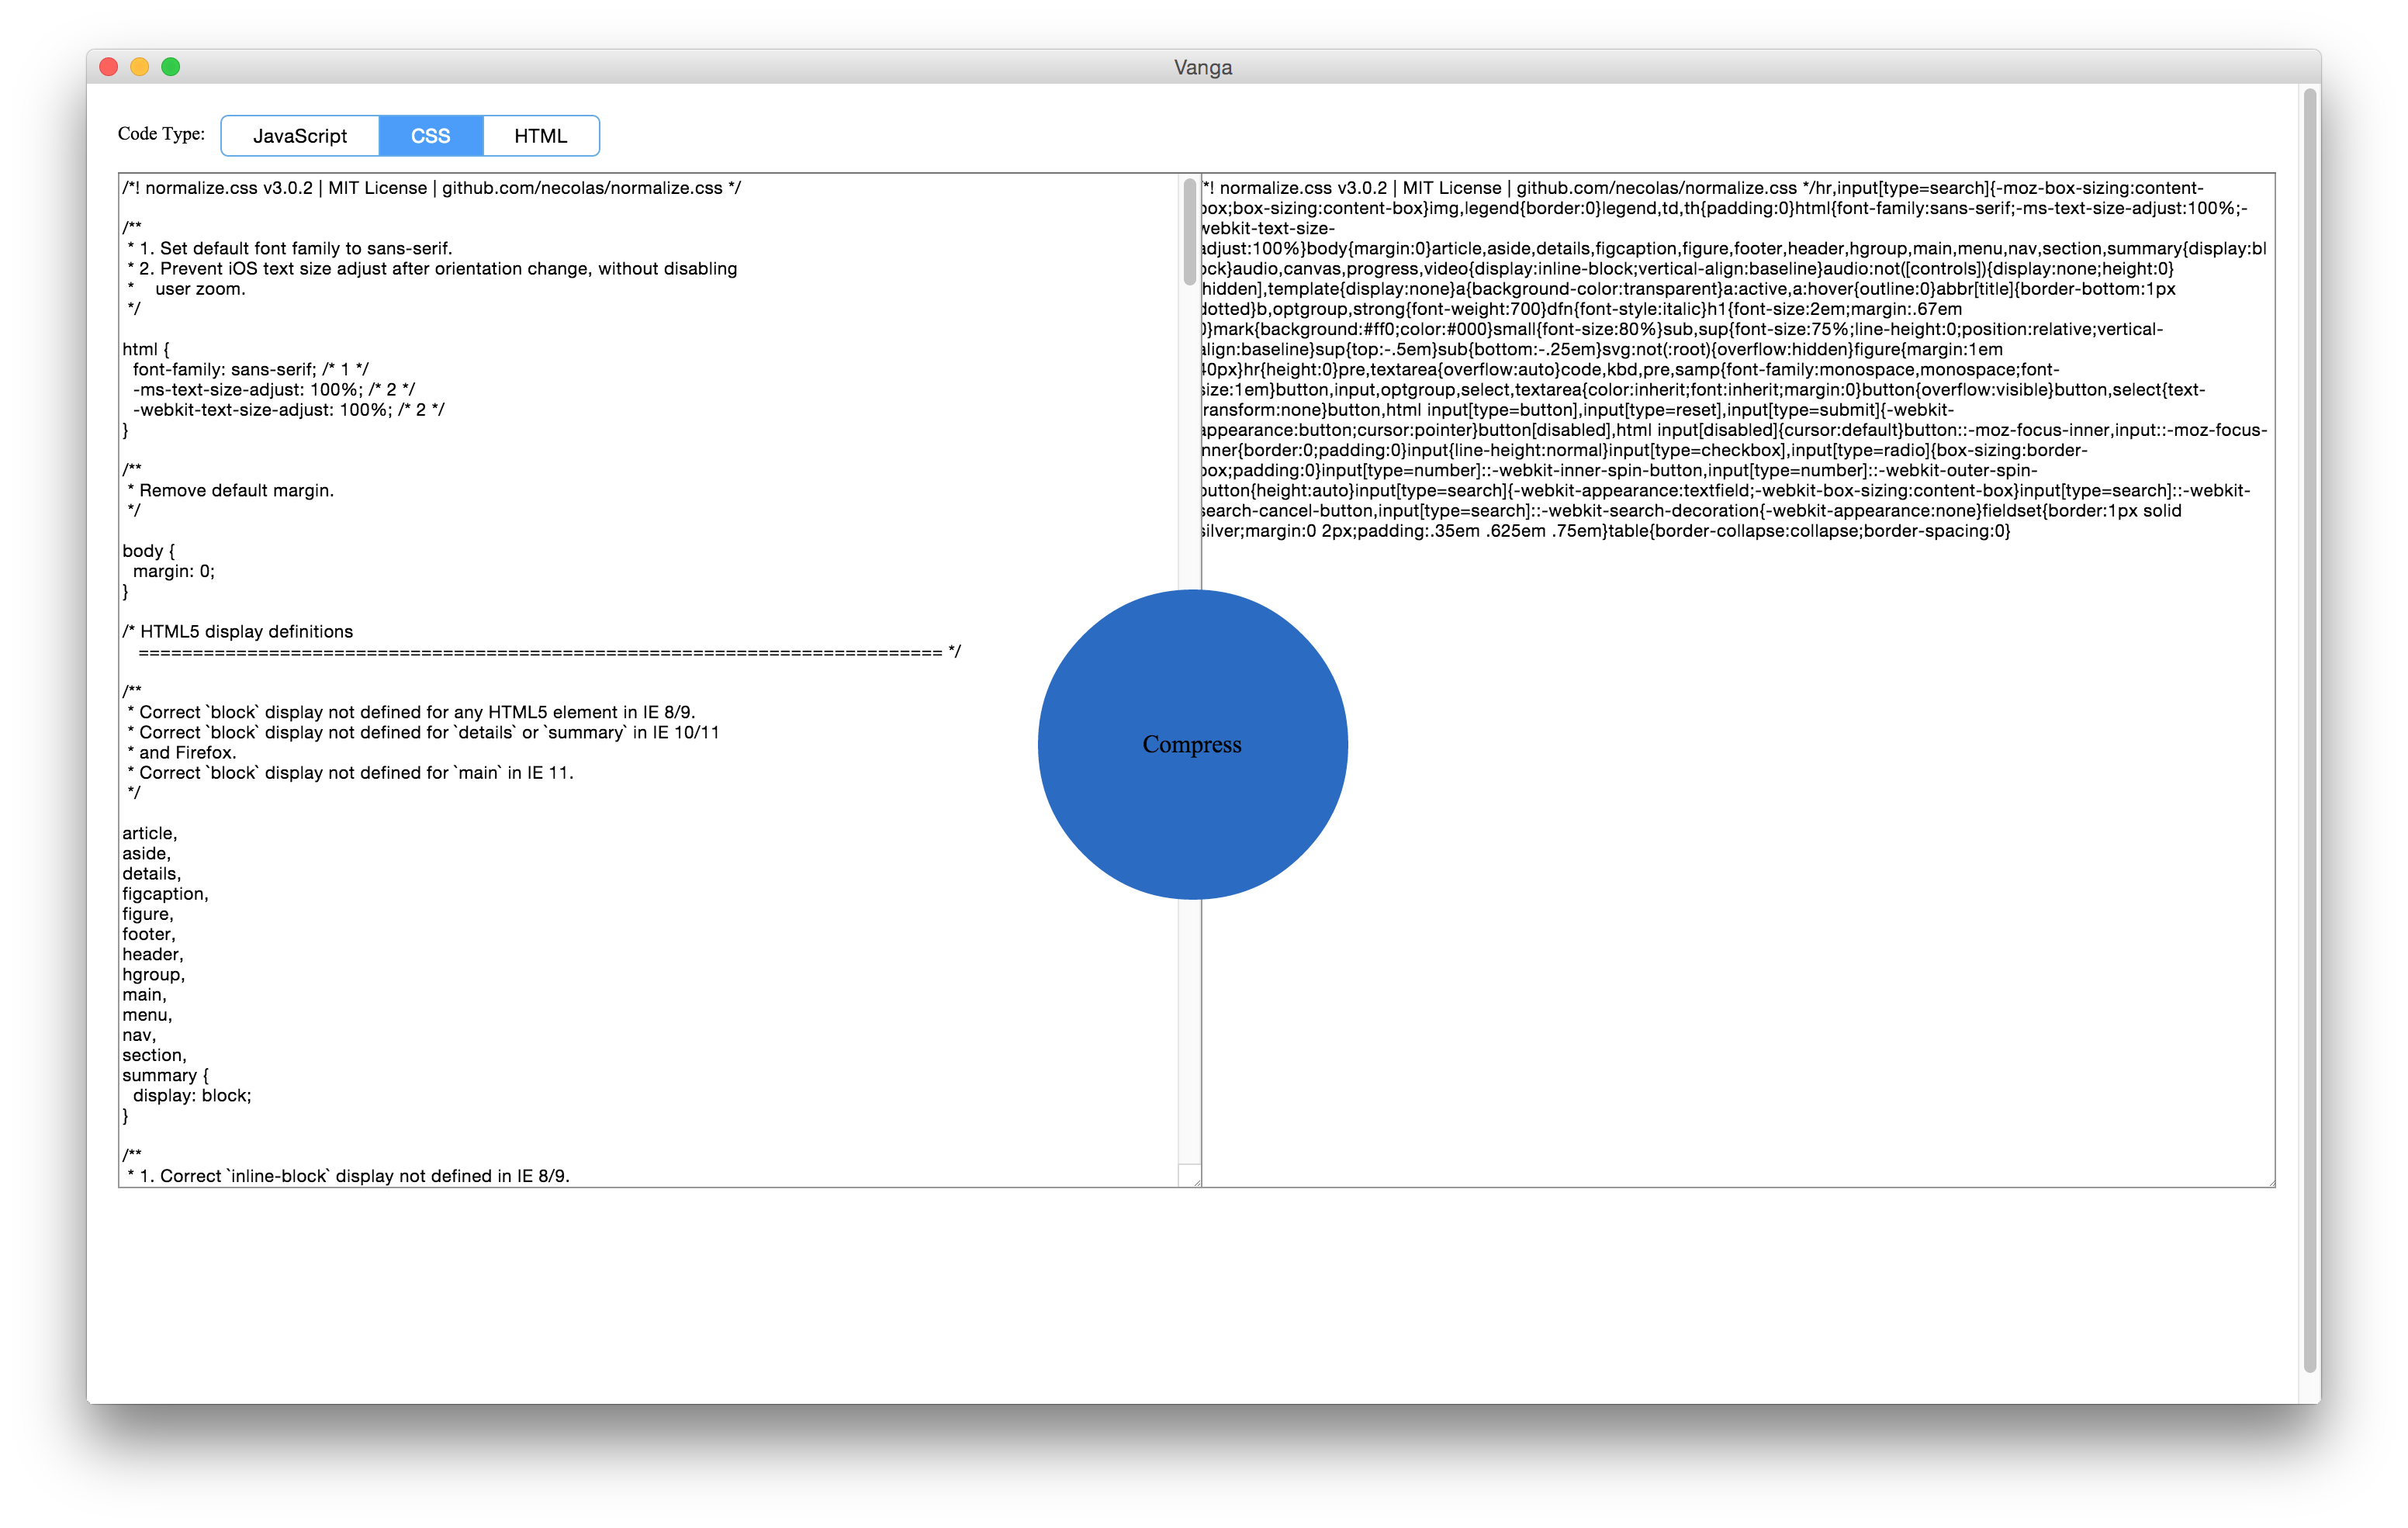 Vanga
Code Type:
JavaScript
CSS
HTML
/*! normalize.css v3.0.2 | MIT License | github.com/necolas/normalize.css */
/**
 * 1. Set default font family to sans-serif.
 * 2. Prevent iOS text size adjust after orientation change, without disabling
 *    user zoom.
 */
html {
  font-family: sans-serif; /* 1 */
  -ms-text-size-adjust: 100%; /* 2 */
  -webkit-text-size-adjust: 100%; /* 2 */
}
/**
 * Remove default margin.
 */
body {
  margin: 0;
}
/* HTML5 display definitions
   ========================================================================== */
/**
 * Correct `block` display not defined for any HTML5 element in IE 8/9.
 * Correct `block` display not defined for `details` or `summary` in IE 10/11
 * and Firefox.
 * Correct `block` display not defined for `main` in IE 11.
 */
article,
aside,
details,
figcaption,
figure,
footer,
header,
hgroup,
main,
menu,
nav,
section,
summary {
  display: block;
}
/**
 * 1. Correct `inline-block` display not defined in IE 8/9.
Compress
*! normalize.css v3.0.2 | MIT License | github.com/necolas/normalize.css */hr,input[type=search]{-moz-box-sizing:content-
box;box-sizing:content-box}img,legend{border:0}legend,td,th{padding:0}html{font-family:sans-serif;-ms-text-size-adjust:100%;-
webkit-text-size-
adjust:100%}body{margin:0}article,aside,details,figcaption,figure,footer,header,hgroup,main,menu,nav,section,summary{display:bl
ock}audio,canvas,progress,video{display:inline-block;vertical-align:baseline}audio:not([controls]){display:none;height:0}
hidden],template{display:none}a{background-color:transparent}a:active,a:hover{outline:0}abbr[title]{border-bottom:1px
dotted}b,optgroup,strong{font-weight:700}dfn{font-style:italic}h1{font-size:2em;margin:.67em
0}mark{background:#ff0;color:#000}small{font-size:80%}sub,sup{font-size:75%;line-height:0;position:relative;vertical-
align:baseline}sup{top:-.5em}sub{bottom:-.25em}svg:not(:root){overflow:hidden}figure{margin:1em
40px}hr{height:0}pre,textarea{overflow:auto}code,kbd,pre,samp{font-family:monospace,monospace;font-
size:1em}button,input,optgroup,select,textarea{color:inherit;font:inherit;margin:0}button{overflow:visible}button,select{text-
transform:none}button,html input[type=button],input[type=reset],input[type=submit]{-webkit-
appearance:button;cursor:pointer}button[disabled],html input[disabled]{cursor:default}button::-moz-focus-inner,input::-moz-focus-
inner{border:0;padding:0}input{line-height:normal}input[type=checkbox],input[type=radio]{box-sizing:border-
box;padding:0}input[type=number]::-webkit-inner-spin-button,input[type=number]::-webkit-outer-spin-
button{height:auto}input[type=search]{-webkit-appearance:textfield;-webkit-box-sizing:content-box}input[type=search]::-webkit-
search-cancel-button,input[type=search]::-webkit-search-decoration{-webkit-appearance:none}fieldset{border:1px solid
silver;margin:0 2px;padding:.35em .625em .75em}table{border-collapse:collapse;border-spacing:0}